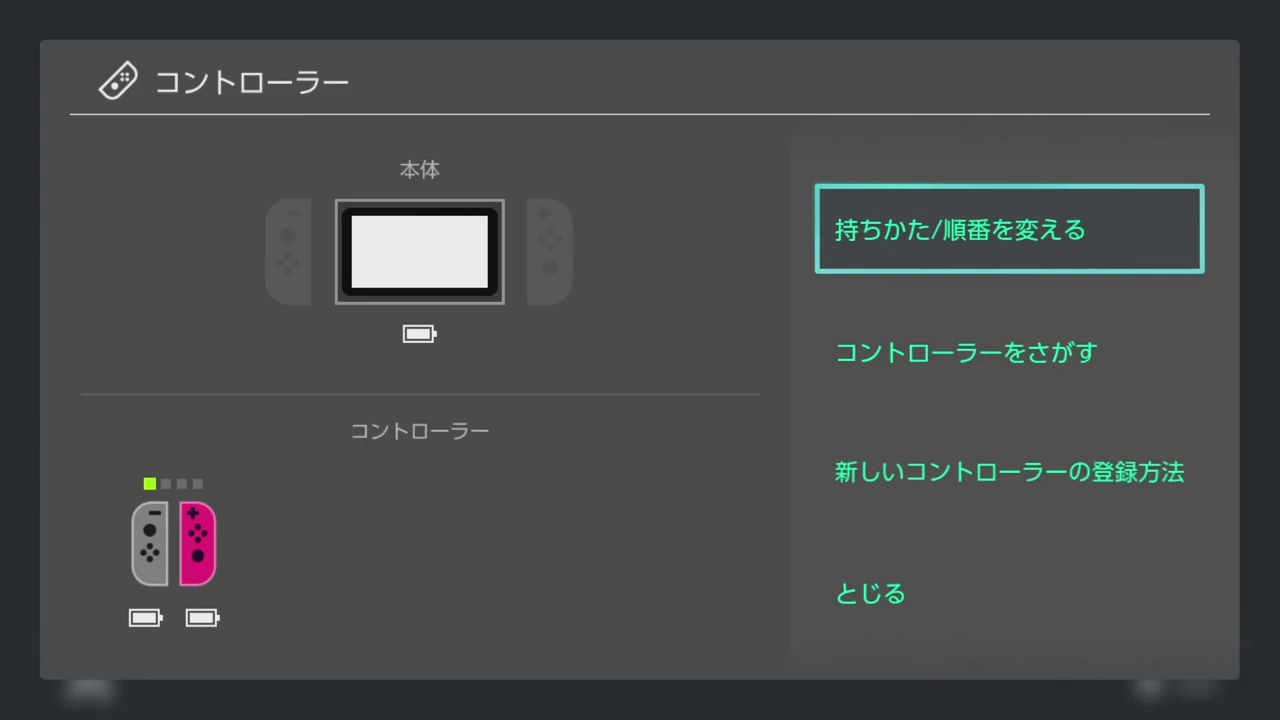 コントローラー
本体
コントローラー
持ちかた/順番を変える
コントローラーをさがす
新しいコントローラーの登録方法
とじる